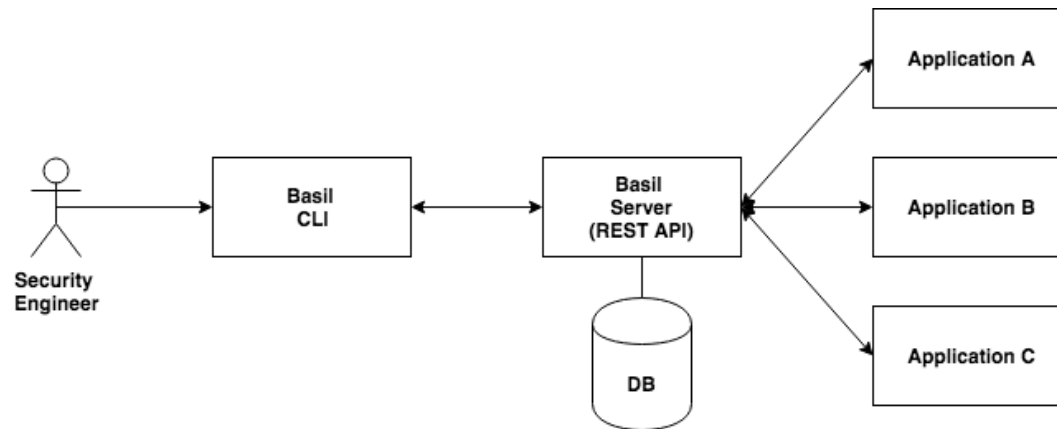 Security
Engineer
Basil
CLI
Basil
Server
(REST API)
DB
Application A
Application B
Application C